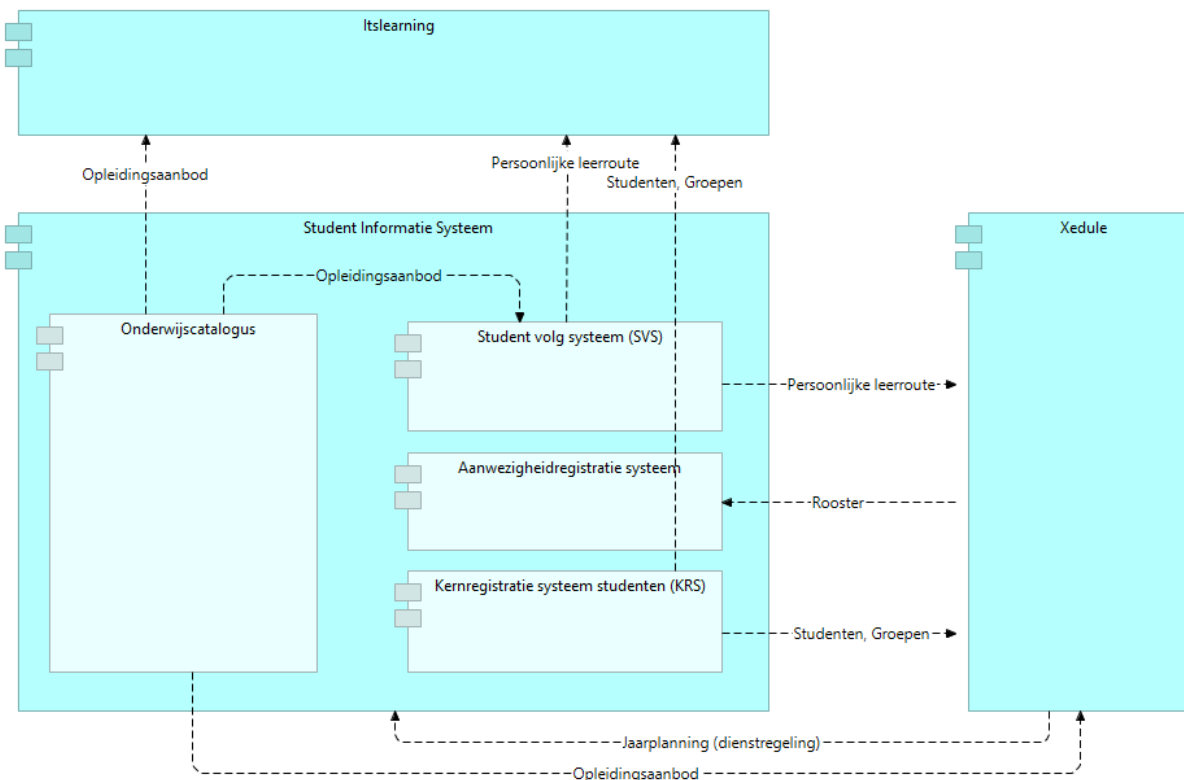 Itslearning
Opleidingsaanbod
Persoonlijke leerroute
Studenten, Groepen
Student Informatie Systeem
Xedule
Opleidingsaanbod
Onderwijscatalogus
Student volg systeem (SVS)
Persoonlijke leerroute
Aanwezigheidregistratie systeem
Rooster
Kernregistratie systeem studenten (KRS)
Studenten, Groepen
Jaarplanning (dienstregeling)
Opleidingsaanbod